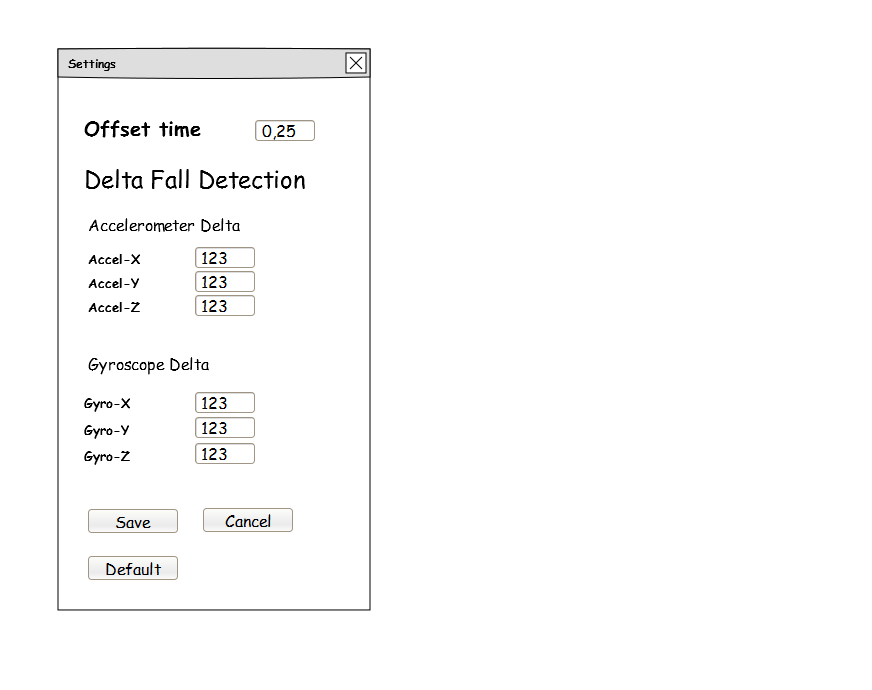 Settings
Offset time 0,25
Delta Fall Detection
Accelerometer Delta
Accel-X 123
Accel-Y 123
Accel-Z 123
Gyroscope Delta
Gyro-X 123
Gyro-Y 123
Gyro-Z 123
Save Cancel
Default